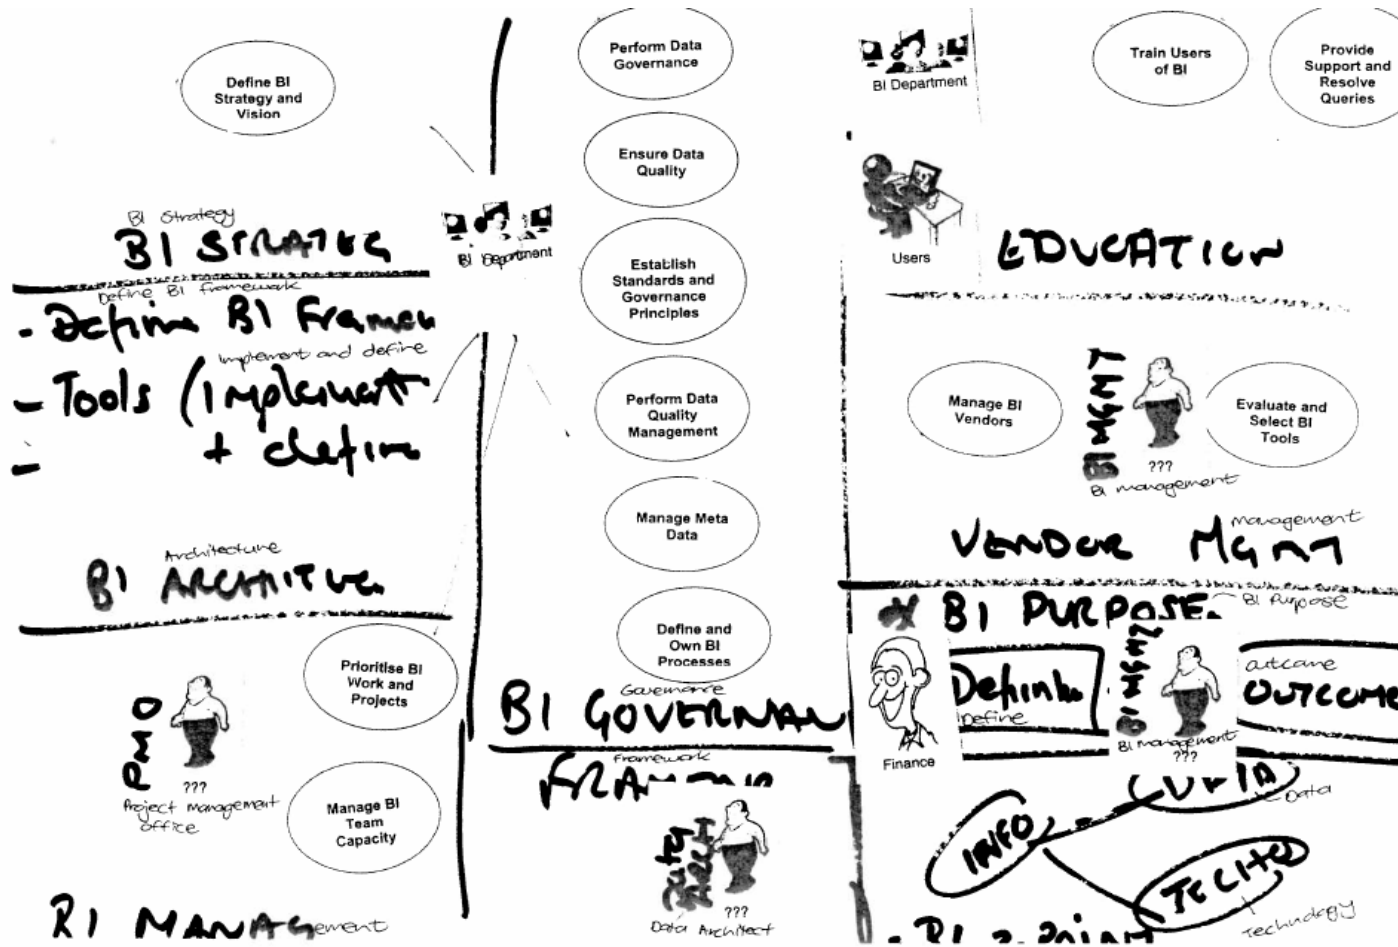 Define BI
Strategy and
Vision
BI Strategy
BI STRATEG
Define BI framework
- Define BI Framew
Implement and define
- Tools (Implement
+ define
-
Architecture
BI ARCHITEC
Prioritise BI
Work and
Projects
PMO
???
Project management
office
Manage BI
Team
Capacity
BI MANAGement
BI Department
Perform Data
Governance
Ensure Data
Quality
Establish
Standards and
Governance
Principles
Perform Data
Quality
Management
Manage Meta
Data
Define and
Own BI
Processes
Governance
BI GOVERNAN
Framework
Data
ARCH
???
Data Architect
BI Department
Train Users
of BI
Provide
Support and
Resolve
Queries
Users
EDUCATION
Manage BI
Vendors
BI MGMT
???
BI management
Evaluate and
Select BI
Tools
management
VENDOR MGMT
BI PURPOSE
BI Purpose
Finance
Define
BI MGMT
BI management
???
outcome
OUTCOME
DATA
Data
INFO
TECHNO
Technology